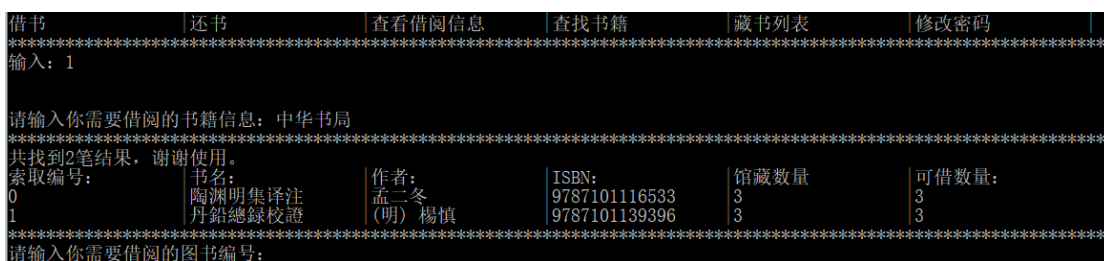 借书 |还书 |查看借阅信息 |查找书籍 |藏书列表 |修改密码 |
************************************************************************************************************************
输入: 1
请输入你需要借阅的书籍信息: 中华书局
************************************************************************************************************************
共找到2笔结果, 谢谢使用。
索取编号: |书名: |作者: |ISBN: |馆藏数量 |可借数量:
0 |陶渊明集译注 |孟二冬 |9787101116533 |3 |3
1 |丹鉛總録校證 |(明) 楊慎 |9787101139396 |3 |3
************************************************************************************************************************
请输入你需要借阅的图书编号: